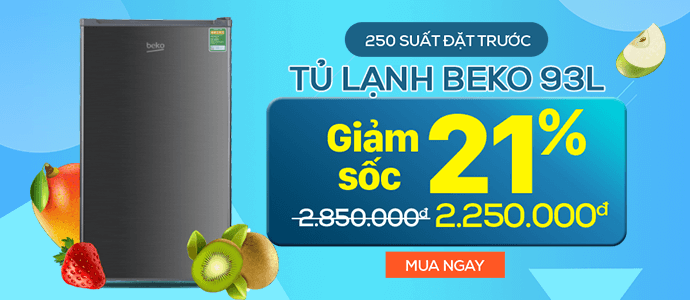 beko
250 SUẤT ĐẶT TRƯỚC
TỦ LẠNH BEKO 93L
Giảm sốc 21%
2.850.000đ 2.250.000đ
MUA NGAY